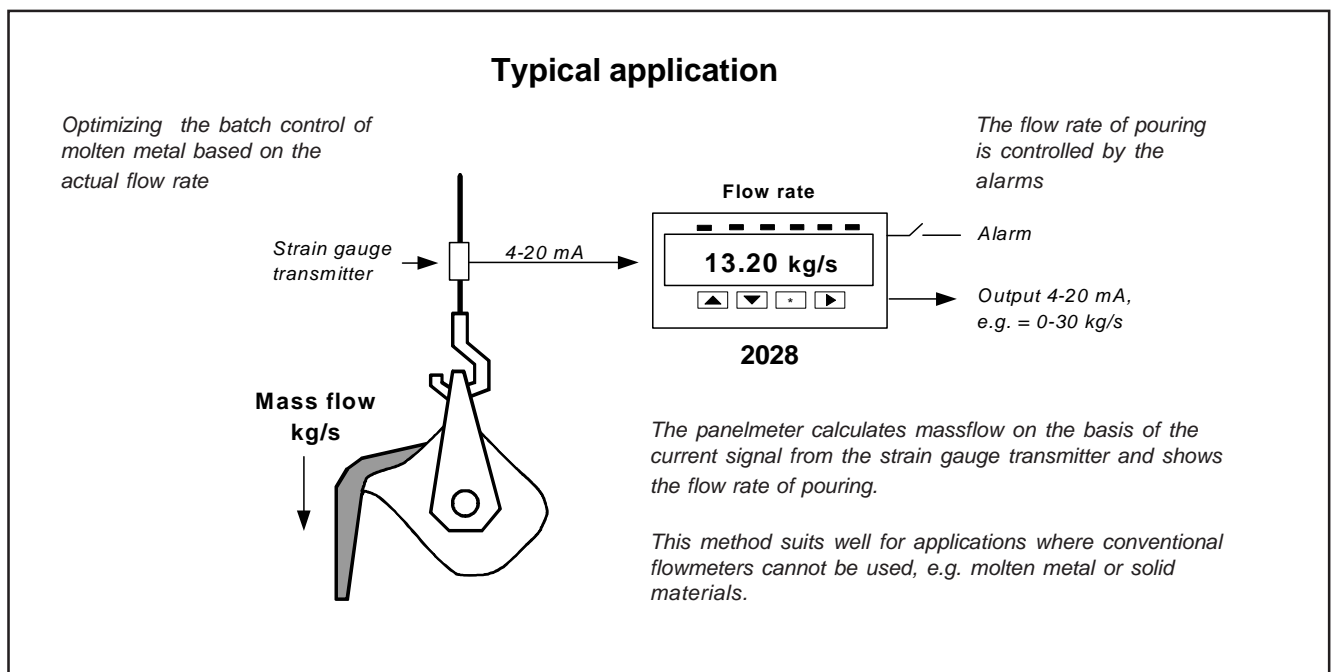 Typical application
Optimizing the batch control of
molten metal based on the
actual flow rate
The flow rate of pouring
is controlled by the
alarms
Flow rate
Strain gauge
transmitter
4-20 mA
13.20 kg/s
*
2028
Alarm
Output 4-20 mA,
e.g. = 0-30 kg/s
Mass flow
kg/s
The panelmeter calculates massflow on the basis of the
current signal from the strain gauge transmitter and shows
the flow rate of pouring.
This method suits well for applications where conventional
flowmeters cannot be used, e.g. molten metal or solid
materials.